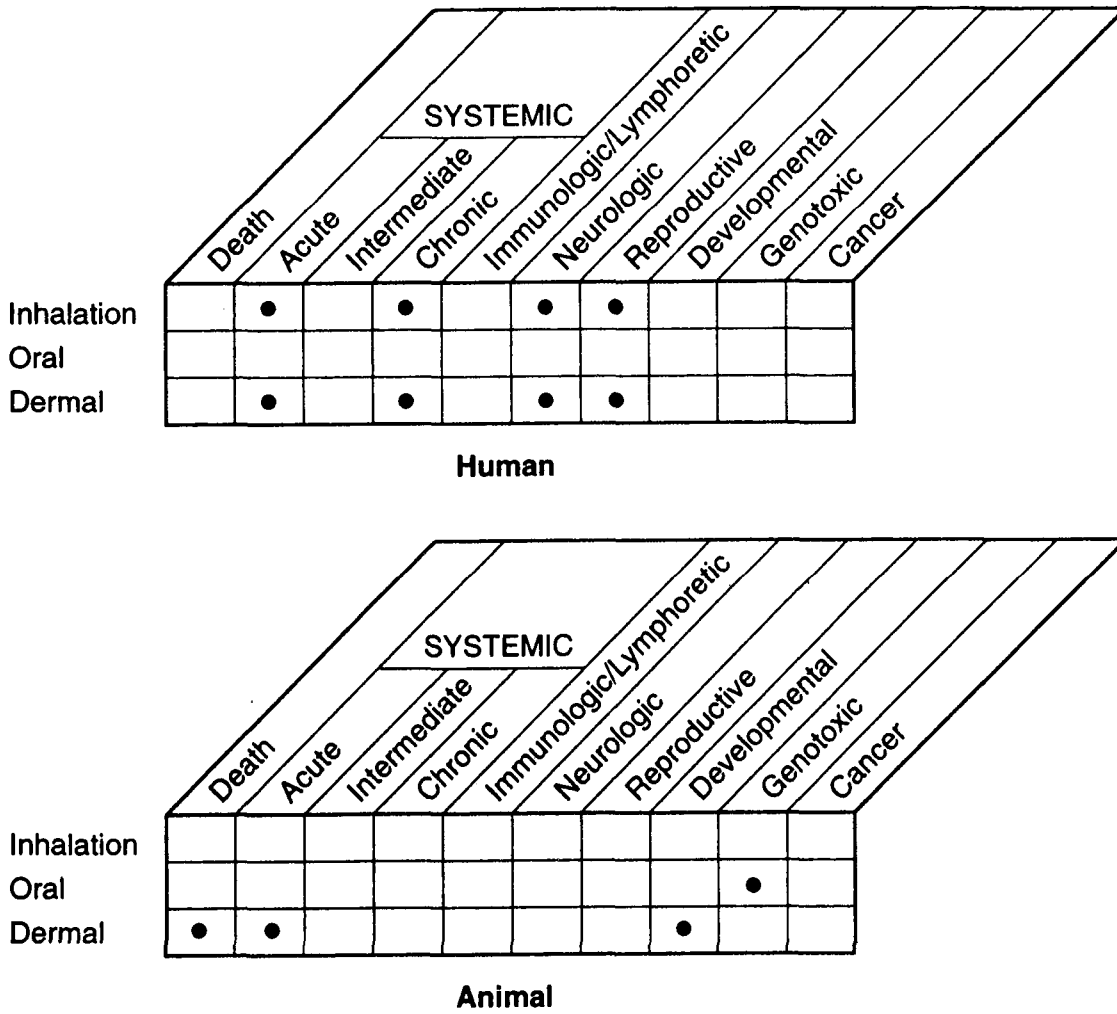 SYSTEMIC
Death
Acute
Intermediate
Chronic
Immunologic/Lymphoretic
Neurologic
Reproductive
Developmental
Genotoxic
Cancer
Inhalation
Oral
Dermal
Human
SYSTEMIC
Death
Acute
Intermediate
Chronic
Immunologic/Lymphoretic
Neurologic
Reproductive
Developmental
Genotoxic
Cancer
Inhalation
Oral
Dermal
Animal